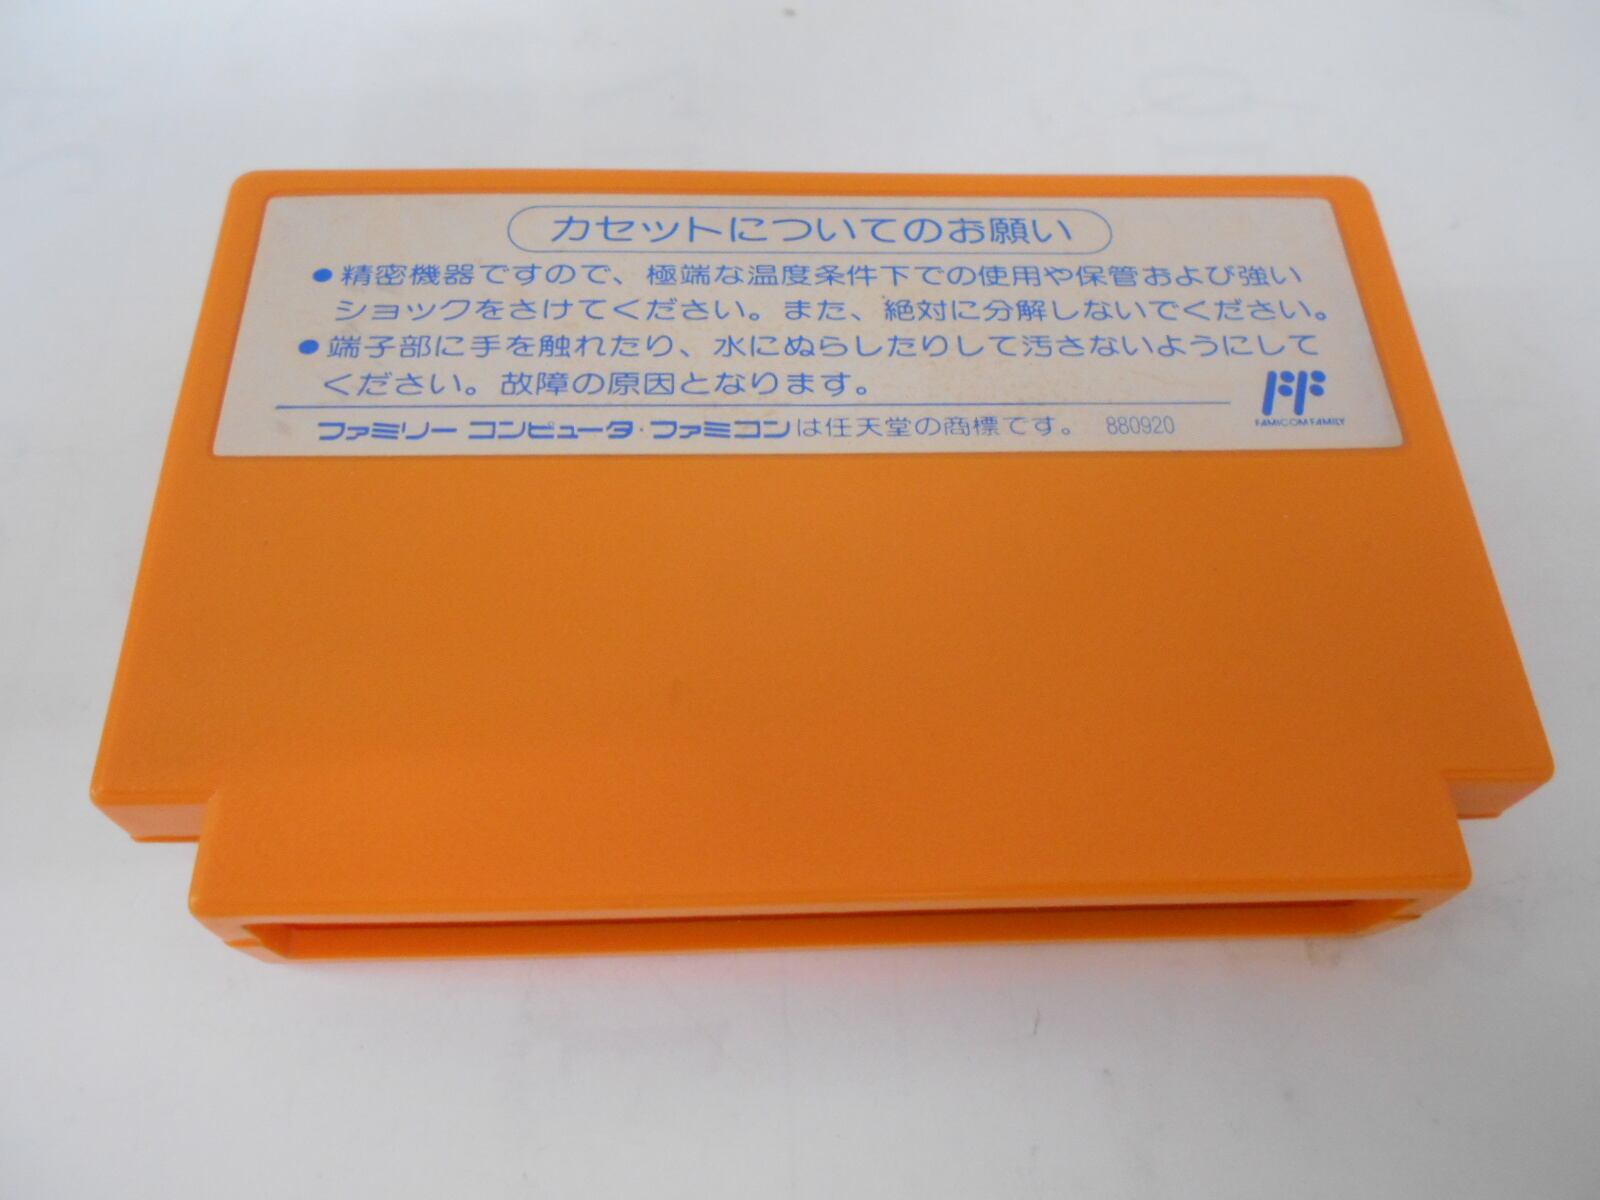 カセットについてのお願い
●精密機器ですので、極端な温度条件下での使用や保管および強い
ショックをさけてください。また、絶対に分解しないでください。
●端子部に手を触れたり、水にぬらしたりして汚さないようにして
ください。故障の原因となります。
FF
FAMICOM FAMILY
ファミリー コンピュータ・ファミコンは任天堂の商標です。 880920